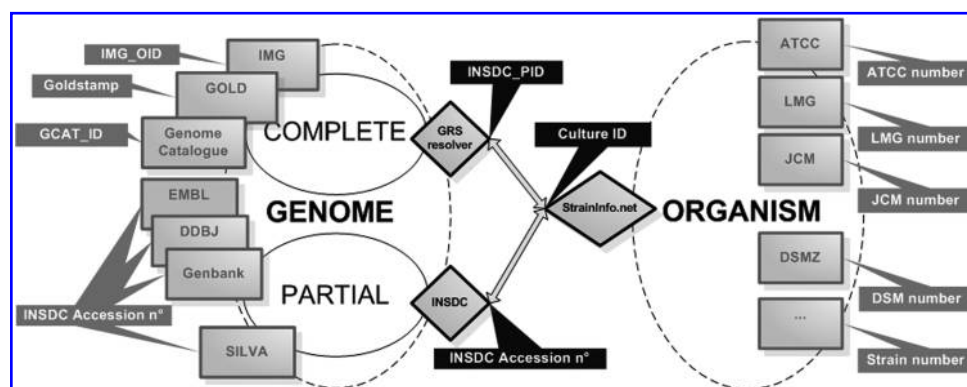 IMG_OID
IMG
Goldstamp
GOLD
GCAT_ID
Genome
Catalogue
COMPLETE
GRS
resolver
INSDC_PID
Culture ID
EMBL
DDBJ
Genbank
GENOME
INSDC Accession n°
PARTIAL
SILVA
INSDC
INSDC Accession n°
StrainInfo.net
ORGANISM
ATCC
ATCC number
LMG
LMG number
JCM
JCM number
DSMZ
DSM number
...
Strain number